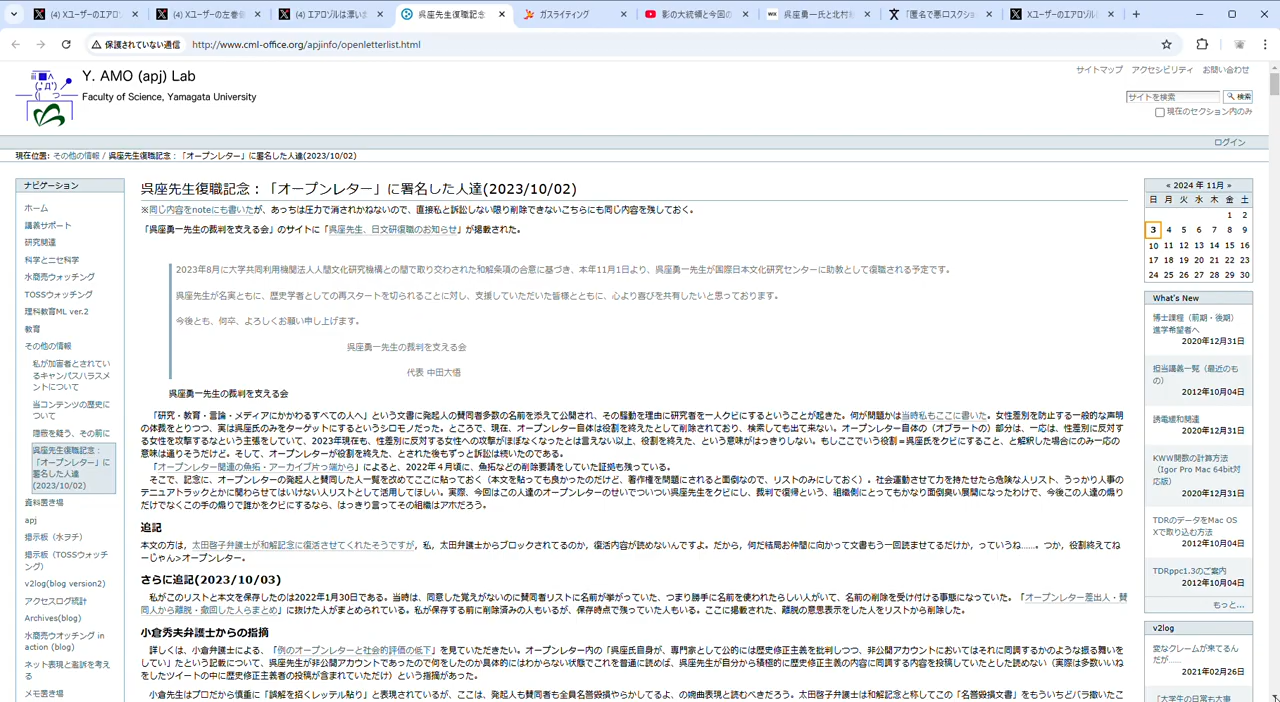 (4) Xユーザーのエアロ
(4) Xユーザーの左巻
(4) エアロゾルは漂い
呉座先生復職記念
ガスライティング
影の大統領と今回の
呉座勇一氏と北村
「匿名で悪口スクショ
Xユーザーのエアロゾル
保護されていない通信
http://www.cml-office.org/apjinfo/openletterlist.html
Y. AMO (apj) Lab
Faculty of Science, Yamagata University
サイトマップ アクセシビリティ お問い合わせ
サイトを検索 検索
現在のセクション内のみ
ログイン
現在位置: その他の情報 / 呉座先生復職記念：「オープンレター」に署名した人達(2023/10/02)
ナビゲーション
ホーム
講義サポート
研究関連
科学とニセ科学
水商売ウォッチング
TOSSウォッチング
理科教育ML ver.2
教育
その他の情報
私が加害者とされてい
るキャンパスハラスメ
ントについて
当コンテンツの歴史に
ついて
隠蔽を疑う、その前に
呉座先生復職記念：
「オープンレター」に
署名した人達
(2023/10/02)
資料置き場
apj
掲示板（水ヲチ）
掲示板（TOSSウォッチ
ング）
v2log(blog version2)
アクセスログ統計
Archives(blog)
水商売ウオッチング in
action (blog)
ネット表現と濫訴を考え
る
メモ置き場
呉座先生復職記念：「オープンレター」に署名した人達(2023/10/02)
※同じ内容をnoteにも書いたが、あっちは圧力で消されかねないので、直接私と訴訟しない限り削除できないこちらにも同じ内容を残しておく。
「呉座勇一先生の裁判を支える会」のサイトに「呉座先生、日文研復職のお知らせ」が掲載された。
2023年8月に大学共同利用機関法人人間文化研究機構との間で取り交わされた和解条項の合意に基づき、本年11月1日より、呉座勇一先生が国際日本文化研究センターに助教として復職される予定です。
呉座先生が名実ともに、歴史学者としての再スタートを切られることに対し、支援していただいた皆様とともに、心より喜びを共有したいと思っております。
今後とも、何卒、よろしくお願い申し上げます。
呉座勇一先生の裁判を支える会
代表 中田大悟
呉座勇一先生の裁判を支える会
「研究・教育・言論・メディアにかかわるすべての人へ」という文書に発起人の賛同者多数の名前を添えて公開され、その騒動を理由に研究者を一人クビにするということが起きた。何が問題かは当時私もここに書いた。女性差別を防止する一般的な声明
の体裁をとりつつ、実は呉座氏のみをターゲットにするというシロモノだった。ところで、現在、オープンレター自体は役割を終えたとして削除されており、検索しても出て来ない。オープンレター自体の（オブラートの）部分は、一応は、性差別に反対す
る女性を攻撃するなという主張をしていて、2023年現在も、性差別に反対する女性への攻撃がほぼなくなったとは言えない以上、役割を終えた、という意味がはっきりしない。もしここでいう役割＝呉座氏をクビにすること、と解釈した場合にのみ一応の
意味は通りそうだけど。そして、オープンレターが役割を終えた、とされた後もずっと訴訟は続いたのである。
「オープンレター関連の魚拓・アーカイブ片っ端から」によると、2022年４月頃に、魚拓などの削除要請をしていた証拠も残っている。
そこで、記念に、オープンレターの発起人と賛同した人一覧を改めてここに貼っておく（本文を貼っても良かったのだけど、著作権を問題にされると面倒なので、リストのみにしておく）。社会運動させて力を持たせたら危険な人リスト、うっかり人事の
テニュアトラックとかに関わらせてはいけない人リストとして活用してほしい。実際、今回はこの人達のオープンレターのせいでついつい呉座先生をクビにし、裁判で復帰という、組織側にとってもかなり面倒臭い展開になったわけで、今後この人達の煽り
だけでなくこの手の煽りで誰かをクビにするなら、はっきり言ってその組織はアホだろう。
追記
本文の方は，太田啓子弁護士が和解記念に復活させてくれたそうですが，私，太田弁護士からブロックされてるのか，復活内容が読めないんですよ。だから，何だ結局お仲間に向かって文書もう一回読ませてるだけか，っていうね……。つか，役割終えてね
ーじゃん>オープンレター。
さらに追記(2023/10/03)
私がこのリストと本文を保存したのは2022年1月30日である。当時は、同意した覚えがないのに賛同者リストに名前が挙がっていた、つまり勝手に名前を使われたらしい人がいて、名前の削除を受け付ける事態になっていた。「オープンレター差出人・賛
同人から離脱・撤回した人らまとめ」に抜けた人がまとめられている。私が保存する前に削除済みの人もいるが、保存時点で残っていた人もいる。ここに掲載された、離脱の意思表示をした人をリストから削除した。
小倉秀夫弁護士からの指摘
詳しくは、小倉弁護士による、「例のオープンレターと社会的評価の低下」を見ていただきたい。オープンレター内の「呉座氏自身が、専門家として公的には歴史修正主義を批判しつつ、非公開アカウントにおいてはそれに同調するかのような振る舞いを
していい」たという記載について、呉座先生が非公開アカウントであったので何をしたのか具体的にはわからない状態でこれを普通に読めば、呉座先生が自分から積極的に歴史修正主義の内容に同調する内容を投稿していたとした読めない（実際は多数いいね
をしたツイートの中に歴史修正主義者の投稿が含まれていただけ）という指摘があった。
小倉先生はプロだから慎重に「誤解を招くレッテル貼り」と表現されているが、ここは、発起人も賛同者も全員名誉毀損やらかしてるよ、の婉曲表現と読むべきだろう。太田啓子弁護士は和解記念と称してこの「名誉毀損文書」をもういちどバラ撒いたこ
« 2024 年 11月 »
日 月 火 水 木 金 土
1 2
3 4 5 6 7 8 9
10 11 12 13 14 15 16
17 18 19 20 21 22 23
24 25 26 27 28 29 30
What's New
博士課程（前期・後期）
進学希望者へ
2020年12月31日
担当講義一覧（最近のも
の）
2012年10月04日
誘電緩和関連
2020年12月31日
KWW関数の計算方法
（Igor Pro Mac 64bit対
応版）
2020年12月31日
TDRのデータをMac OS
Xで取り込む方法
2012年10月04日
TDRppc1.3のご案内
2012年10月04日
もっと...
v2log
変なクレームが来てるん
だが……
2021年02月26日
「大学生の日常も大事